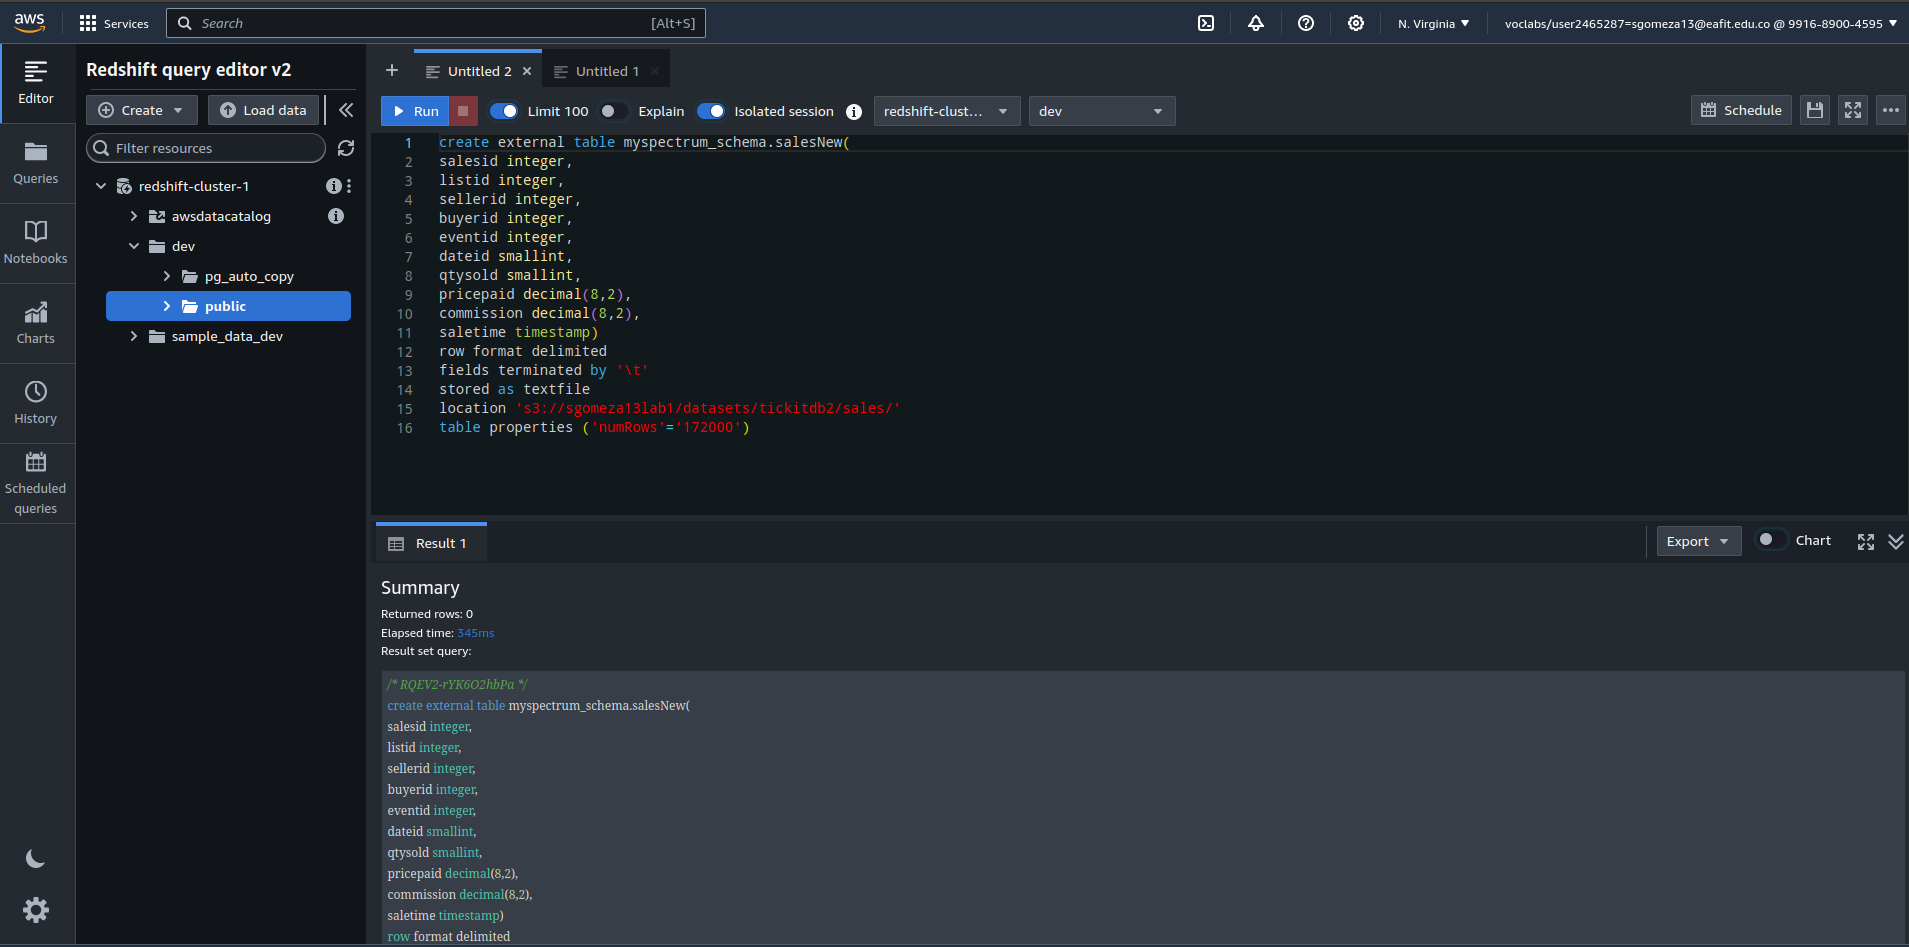 aws
Services
Search
[Alt+S]
N. Virginia
voclabs/user2465287=sgomeza13@eafit.edu.co @ 9916-8900-4595
Editor
Queries
Notebooks
Charts
History
Scheduled
queries
Redshift query editor v2
Create
Load data
Filter resources
redshift-cluster-1
awsdatacatalog
dev
pg_auto_copy
public
sample_data_dev
Untitled 2
Untitled 1
Run
Limit 100
Explain
Isolated session
redshift-clust...
dev
Schedule
1 create external table myspectrum_schema.salesNew(
2 salesid integer,
3 listid integer,
4 sellerid integer,
5 buyerid integer,
6 eventid integer,
7 dateid smallint,
8 qtysold smallint,
9 pricepaid decimal(8,2),
10 commission decimal(8,2),
11 saletime timestamp)
12 row format delimited
13 fields terminated by '\t'
14 stored as textfile
15 location 's3://sgomeza13lab1/datasets/tickitdb2/sales/'
16 table properties ('numRows'='172000')
Result 1
Export
Chart
Summary
Returned rows: 0
Elapsed time: 345ms
Result set query:
/* RQEV2-rYK6O2hbPa */
create external table myspectrum_schema.salesNew(
salesid integer,
listid integer,
sellerid integer,
buyerid integer,
eventid integer,
dateid smallint,
qtysold smallint,
pricepaid decimal(8,2),
commission decimal(8,2),
saletime timestamp)
row format delimited